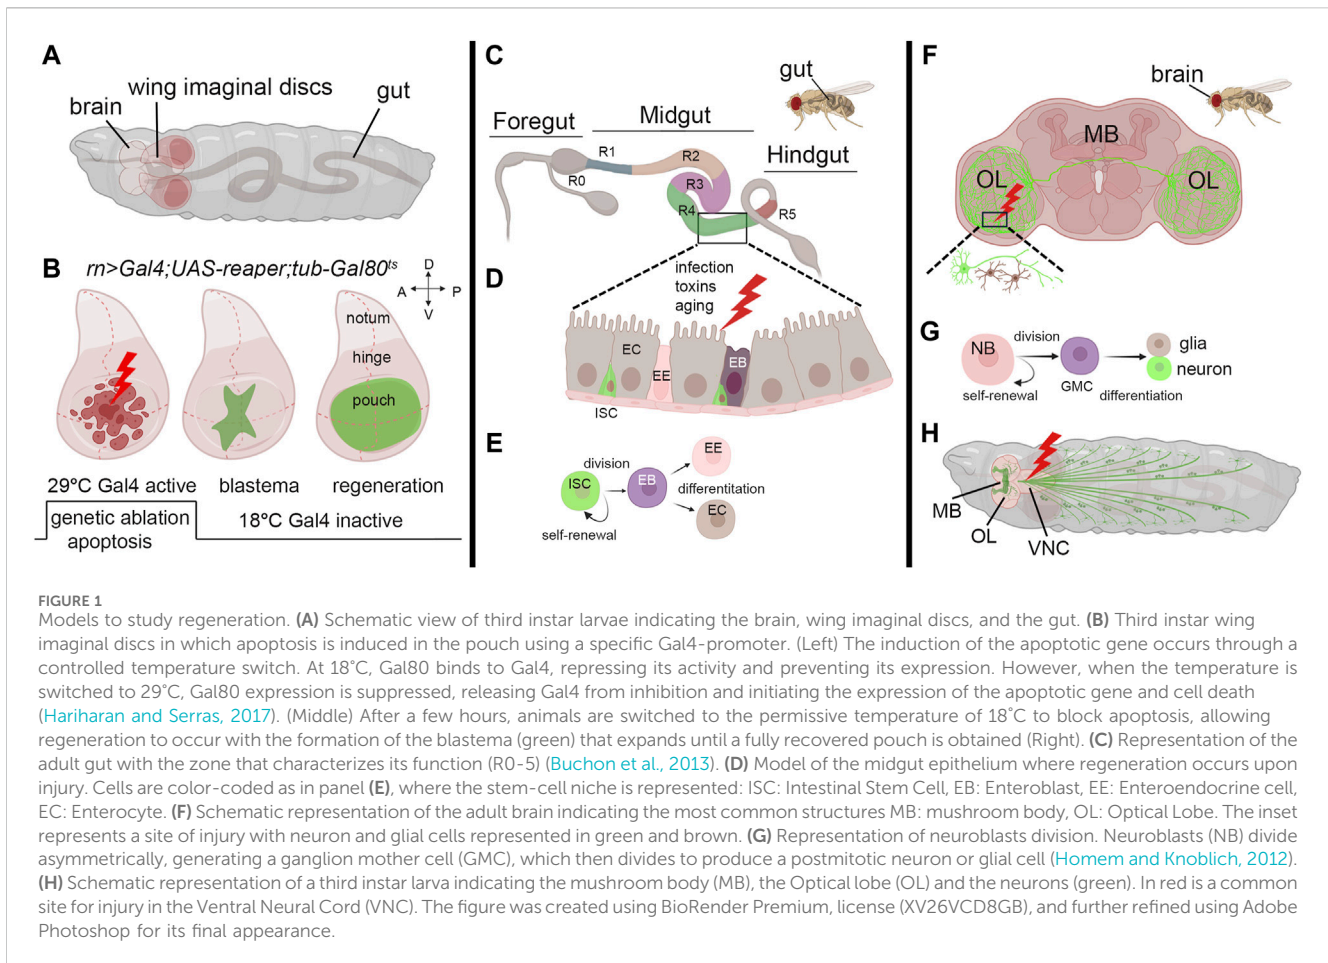 A
wing imaginal discs
brain
gut
B
rn>Gal4;UAS-reaper;tub-Gal80ts
D
A
P
V
notum
hinge
pouch
29°C Gal4 active
blastema
regeneration
genetic ablation
apoptosis
18°C Gal4 inactive
C
gut
Foregut
Midgut
Hindgut
R1
R2
R0
R3
R4
R5
D
infection
toxins
aging
EC
EE
EB
ISC
E
division
EE
ISC
EB
differentitation
EC
self-renewal
F
brain
MB
OL
OL
G
NB
division
GMC
glia
neuron
self-renewal
differentiation
H
MB
OL
VNC
FIGURE 1
Models to study regeneration. (A) Schematic view of third instar larvae indicating the brain, wing imaginal discs, and the gut. (B) Third instar wing
imaginal discs in which apoptosis is induced in the pouch using a specific Gal4-promoter. (Left) The induction of the apoptotic gene occurs through a
controlled temperature switch. At 18°C, Gal80 binds to Gal4, repressing its activity and preventing its expression. However, when the temperature is
switched to 29°C, Gal80 expression is suppressed, releasing Gal4 from inhibition and initiating the expression of the apoptotic gene and cell death
(Hariharan and Serras, 2017). (Middle) After a few hours, animals are switched to the permissive temperature of 18°C to block apoptosis, allowing
regeneration to occur with the formation of the blastema (green) that expands until a fully recovered pouch is obtained (Right). (C) Representation of the
adult gut with the zone that characterizes its function (R0-5) (Buchon et al., 2013). (D) Model of the midgut epithelium where regeneration occurs upon
injury. Cells are color-coded as in panel (E), where the stem-cell niche is represented: ISC: Intestinal Stem Cell, EB: Enteroblast, EE: Enteroendocrine cell,
EC: Enterocyte. (F) Schematic representation of the adult brain indicating the most common structures MB: mushroom body, OL: Optical Lobe. The inset
represents a site of injury with neuron and glial cells represented in green and brown. (G) Representation of neuroblasts division. Neuroblasts (NB) divide
asymmetrically, generating a ganglion mother cell (GMC), which then divides to produce a postmitotic neuron or glial cell (Homem and Knoblich, 2012).
(H) Schematic representation of a third instar larva indicating the mushroom body (MB), the Optical lobe (OL) and the neurons (green). In red is a common
site for injury in the Ventral Neural Cord (VNC). The figure was created using BioRender Premium, license (XV26VCD8GB), and further refined using Adobe
Photoshop for its final appearance.